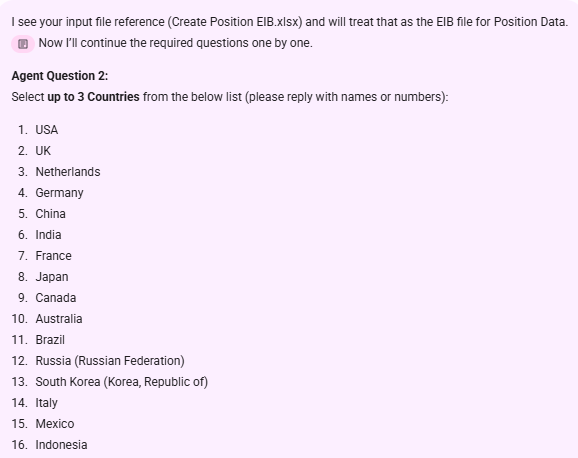 I see your input file reference (Create Position EIB.xlsx) and will treat that as the EIB file for Position Data.
Now I'll continue the required questions one by one.
Agent Question 2:
Select up to 3 Countries from the below list (please reply with names or numbers):
1. USA
2. UK
3. Netherlands
4. Germany
5. China
6. India
7. France
8. Japan
9. Canada
10. Australia
11. Brazil
12. Russia (Russian Federation)
13. South Korea (Korea, Republic of)
14. Italy
15. Mexico
16. Indonesia